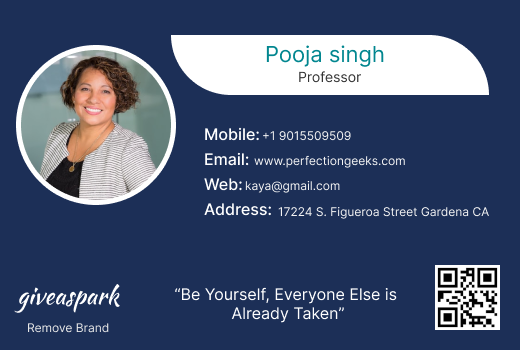 Pooja singh
Professor
Mobile: +1 9015509509
Email: www.perfectiongeeks.com
Web: kaya@gmail.com
Address: 17224 S. Figueroa Street Gardena CA
giveaspark
Remove Brand
“Be Yourself, Everyone Else is
Already Taken”